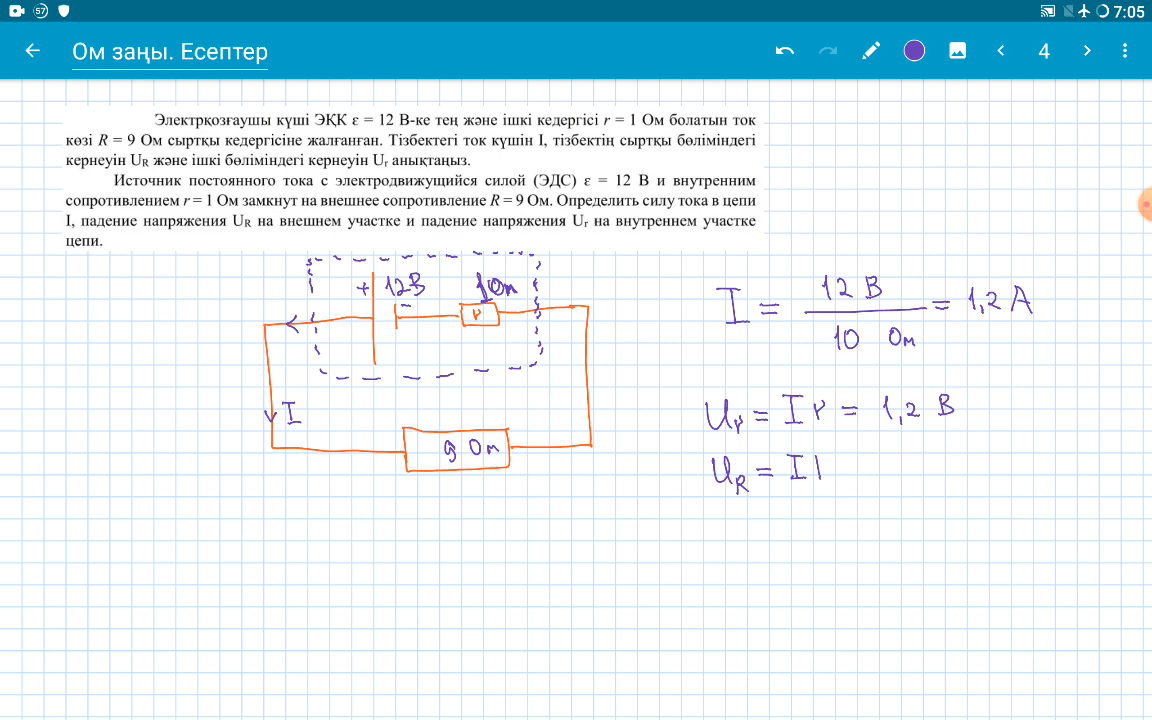 57 7:05
Ом заңы. Есептер 4
Электрқозғаушы күші ЭҚК ε = 12 В-ке тең және ішкі кедергісі r = 1 Ом болатын ток
көзі R = 9 Ом сыртқы кедергісіне жалғанған. Тізбектегі ток күшін I, тізбектің сыртқы бөліміндегі
кернеуін UR және ішкі бөліміндегі кернеуін Ur анықтаңыз.
Источник постоянного тока с электродвижущийся силой (ЭДС) ε = 12 В и внутренним
сопротивлением r = 1 Ом замкнут на внешнее сопротивление R = 9 Ом. Определить силу тока в цепи
I, падение напряжения UR на внешнем участке и падение напряжения Ur на внутреннем участке
цепи.
+ 12В - 1Ом
r
I
9 Ом
I = 12 В / 10 Ом = 1,2 А
Ur = I r = 1,2 В
UR = I